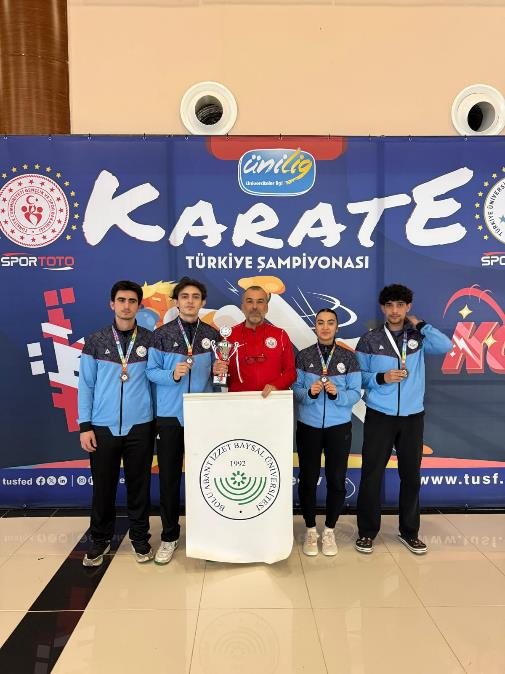 ünilig
Üniversiteler ligi
KARATE
TÜRKİYE ŞAMPİYONASI
SPORTOTO
1992
BOLU ABANT İZZET BAYSAL ÜNİVERSİTESİ
tusfed
www.tusf.